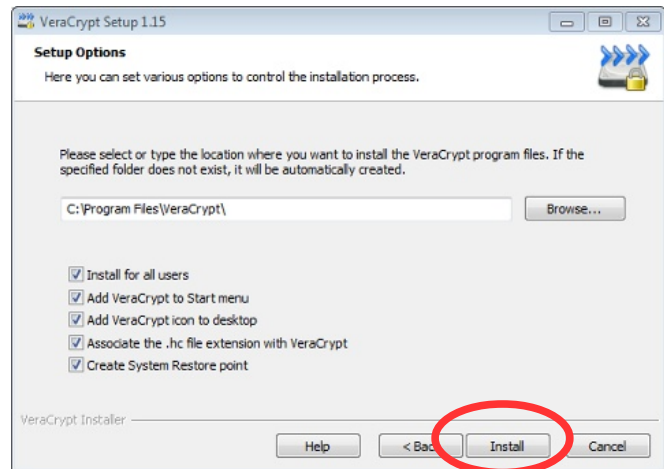 VeraCrypt Setup 1.15
Setup Options
Here you can set various options to control the installation process.
Please select or type the location where you want to install the VeraCrypt program files. If the
specified folder does not exist, it will be automatically created.
C:\Program Files\VeraCrypt\
Browse...
Install for all users
Add VeraCrypt to Start menu
Add VeraCrypt icon to desktop
Associate the .hc file extension with VeraCrypt
Create System Restore point
VeraCrypt Installer
Help < Back Install Cancel